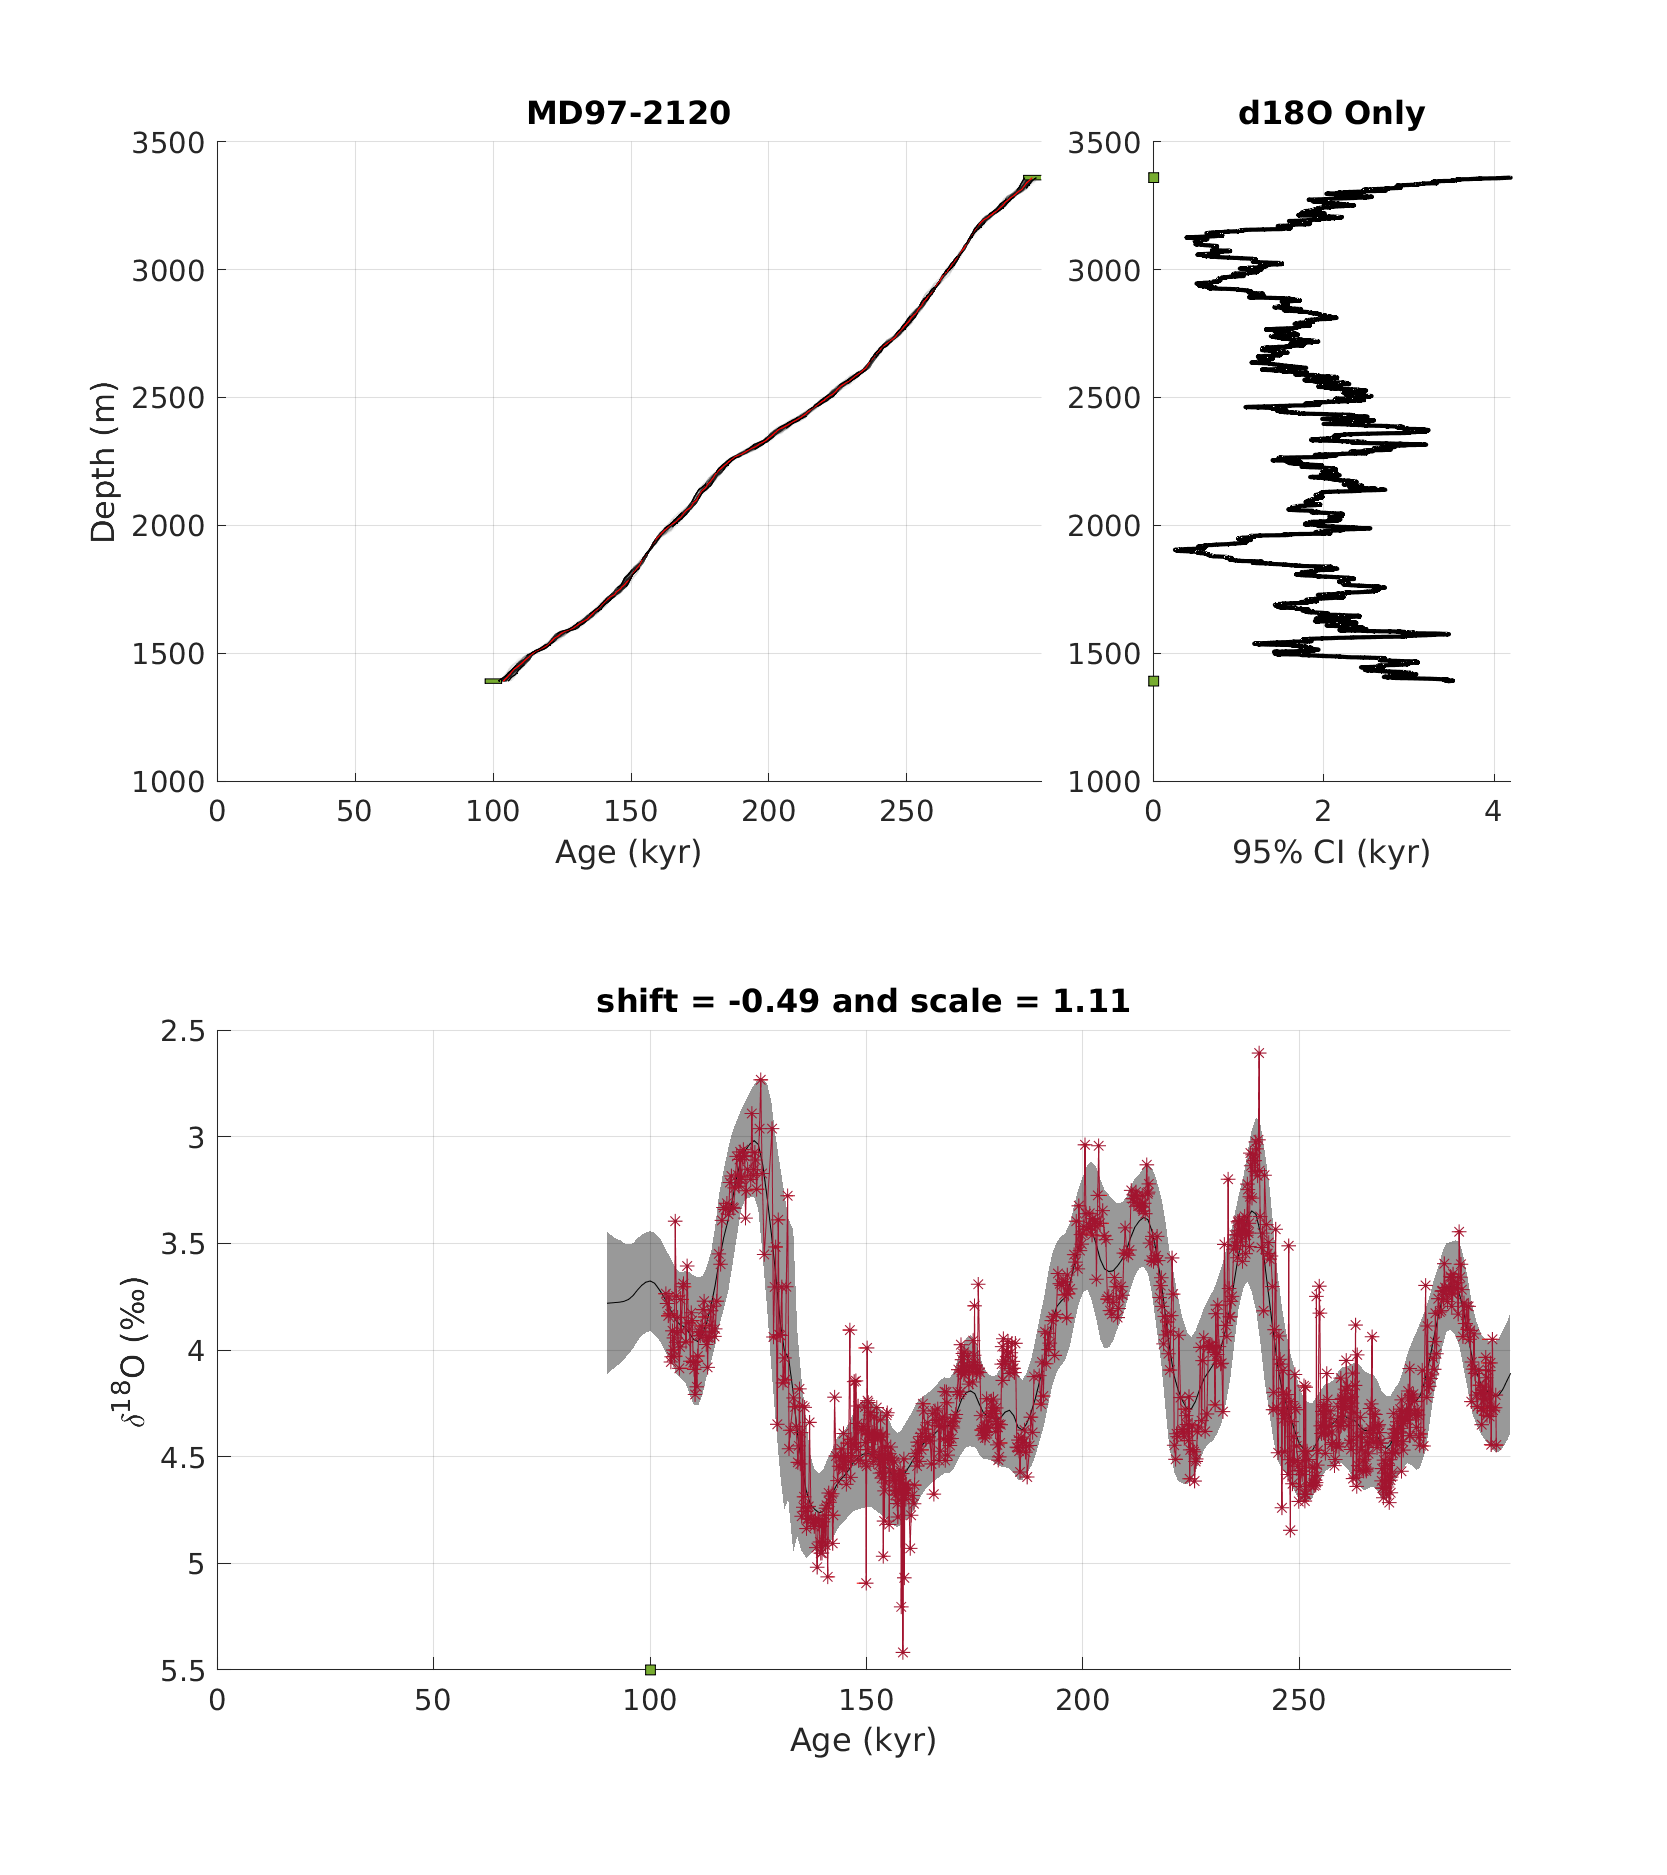 MD97-2120
d18O Only
3500
3000
2500
2000
1500
1000
Depth (m)
0 50 100 150 200 250
Age (kyr)
3500
3000
2500
2000
1500
1000
0 2 4
95% CI (kyr)
shift = -0.49 and scale = 1.11
2.5
3
3.5
4
4.5
5
5.5
δ¹⁸O (‰)
0 50 100 150 200 250
Age (kyr)